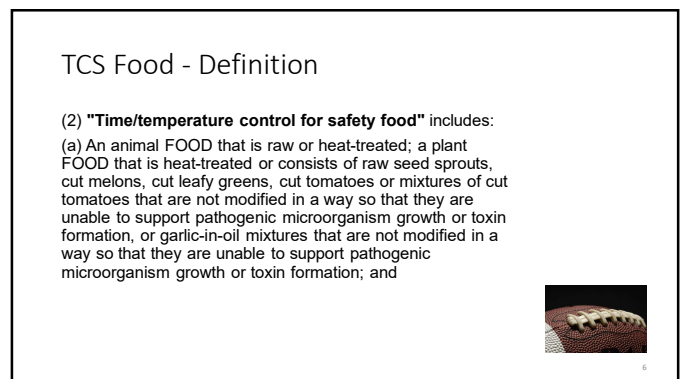 TCS Food - Definition
(2) "Time/temperature control for safety food" includes:
(a) An animal FOOD that is raw or heat-treated; a plant
FOOD that is heat-treated or consists of raw seed sprouts,
cut melons, cut leafy greens, cut tomatoes or mixtures of cut
tomatoes that are not modified in a way so that they are
unable to support pathogenic microorganism growth or toxin
formation, or garlic-in-oil mixtures that are not modified in a
way so that they are unable to support pathogenic
microorganism growth or toxin formation; and
6